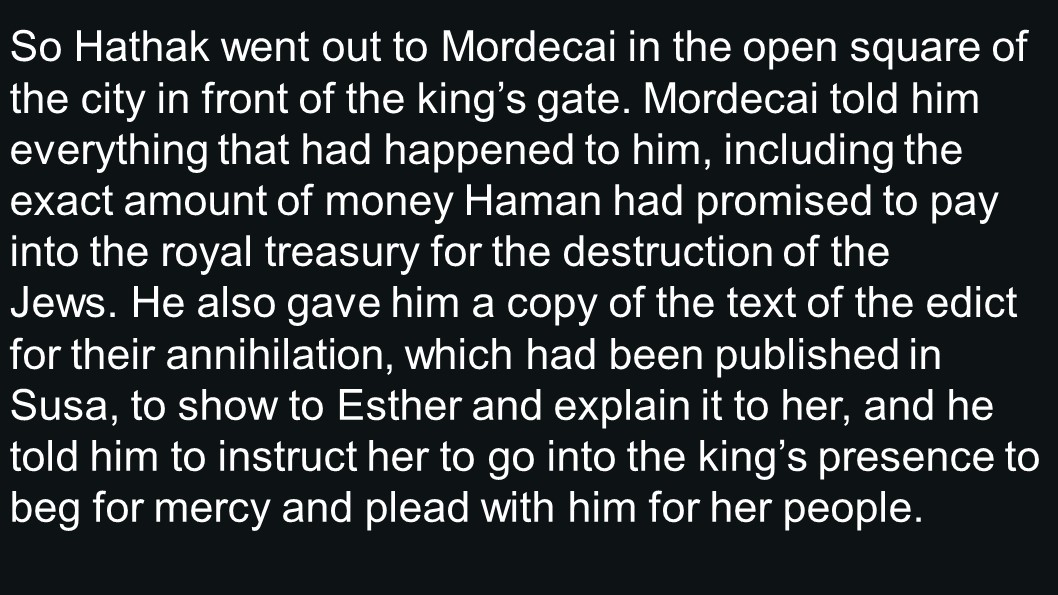 So Hathak went out to Mordecai in the open square of
the city in front of the king’s gate. Mordecai told him
everything that had happened to him, including the
exact amount of money Haman had promised to pay
into the royal treasury for the destruction of the
Jews. He also gave him a copy of the text of the edict
for their annihilation, which had been published in
Susa, to show to Esther and explain it to her, and he
told him to instruct her to go into the king’s presence to
beg for mercy and plead with him for her people.